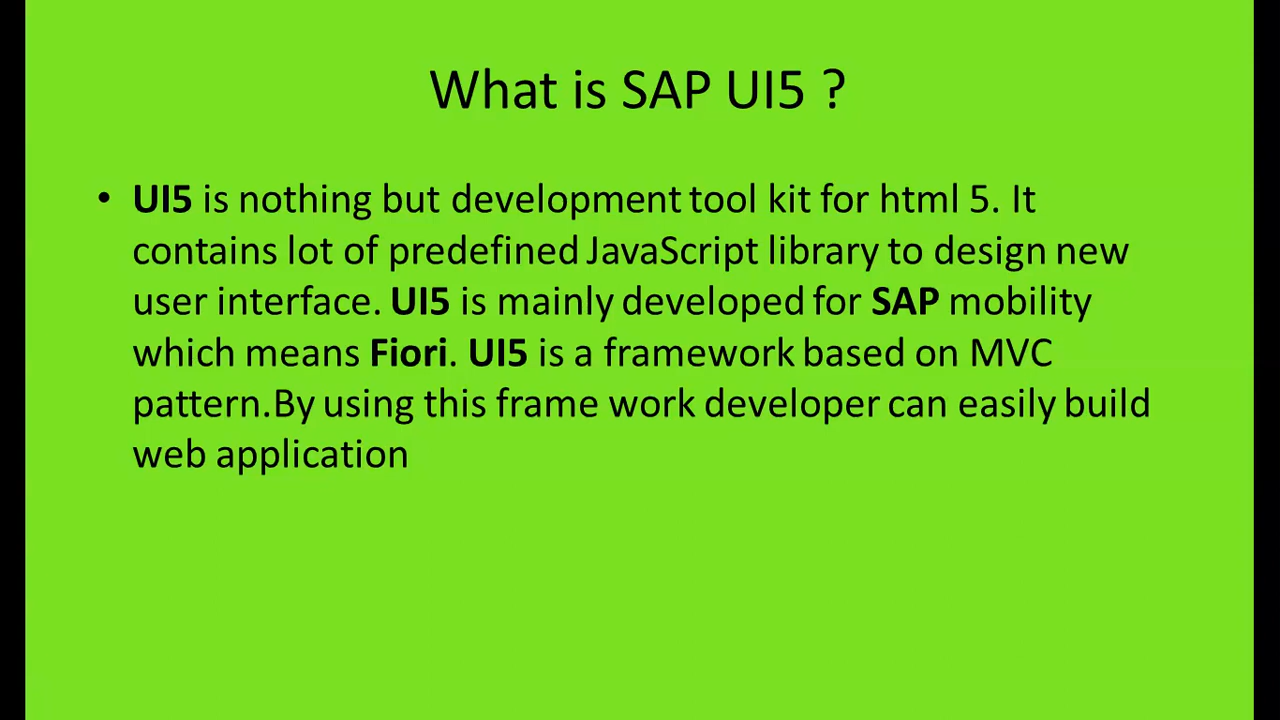 What is SAP UI5 ?
• UI5 is nothing but development tool kit for html 5. It
contains lot of predefined JavaScript library to design new
user interface. UI5 is mainly developed for SAP mobility
which means Fiori. UI5 is a framework based on MVC
pattern.By using this frame work developer can easily build
web application